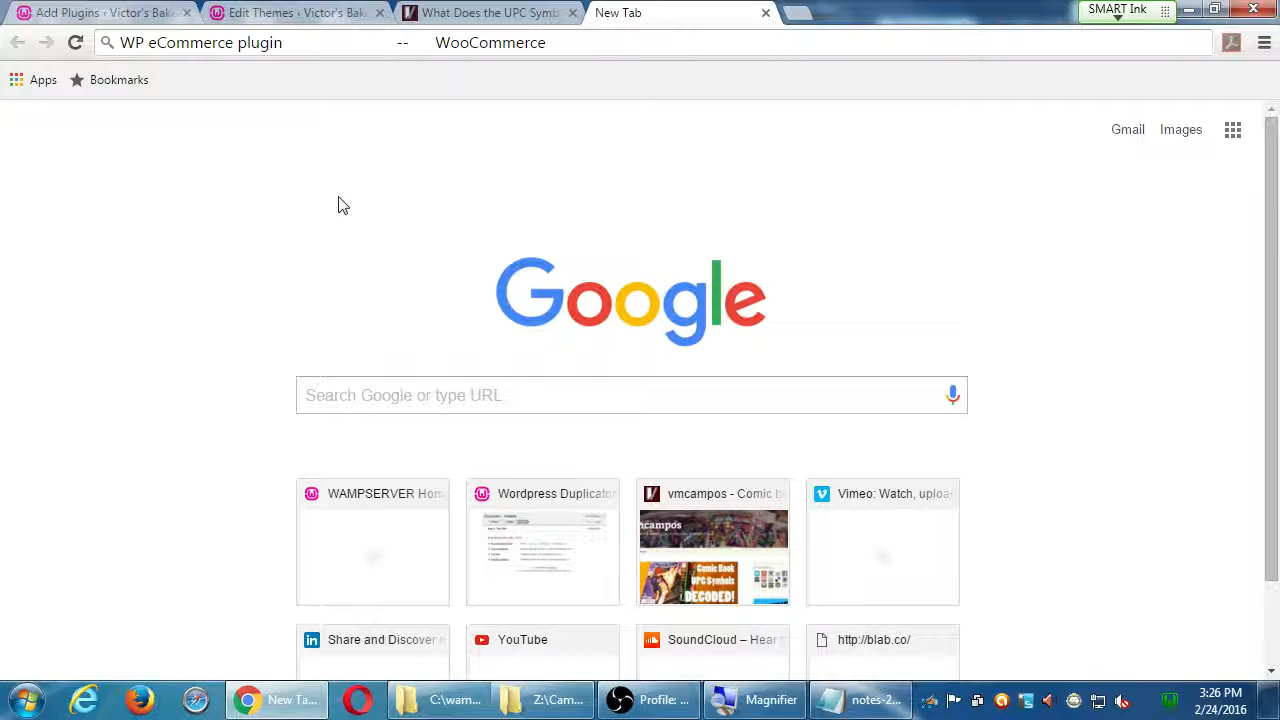 Add Plugins ‹ Victor's Bake
Edit Themes ‹ Victor's Bak
What Does the UPC Symb
New Tab
SMART Ink
WP eCommerce plugin -- WooCommerce
Apps
Bookmarks
Gmail
Images
Google
Search Google or type URL
WAMPSERVER Hom
Wordpress Duplicator
vmcampos - Comic b
Vimeo: Watch, uploa
campos
Comic Book
UPC Symbols
DECODED!
Share and Discover
YouTube
SoundCloud – Hear
http://blab.co/
New Ta...
C:\wam...
Z:\Cam...
Profile: ...
Magnifier
notes-2...
3:26 PM
2/24/2016